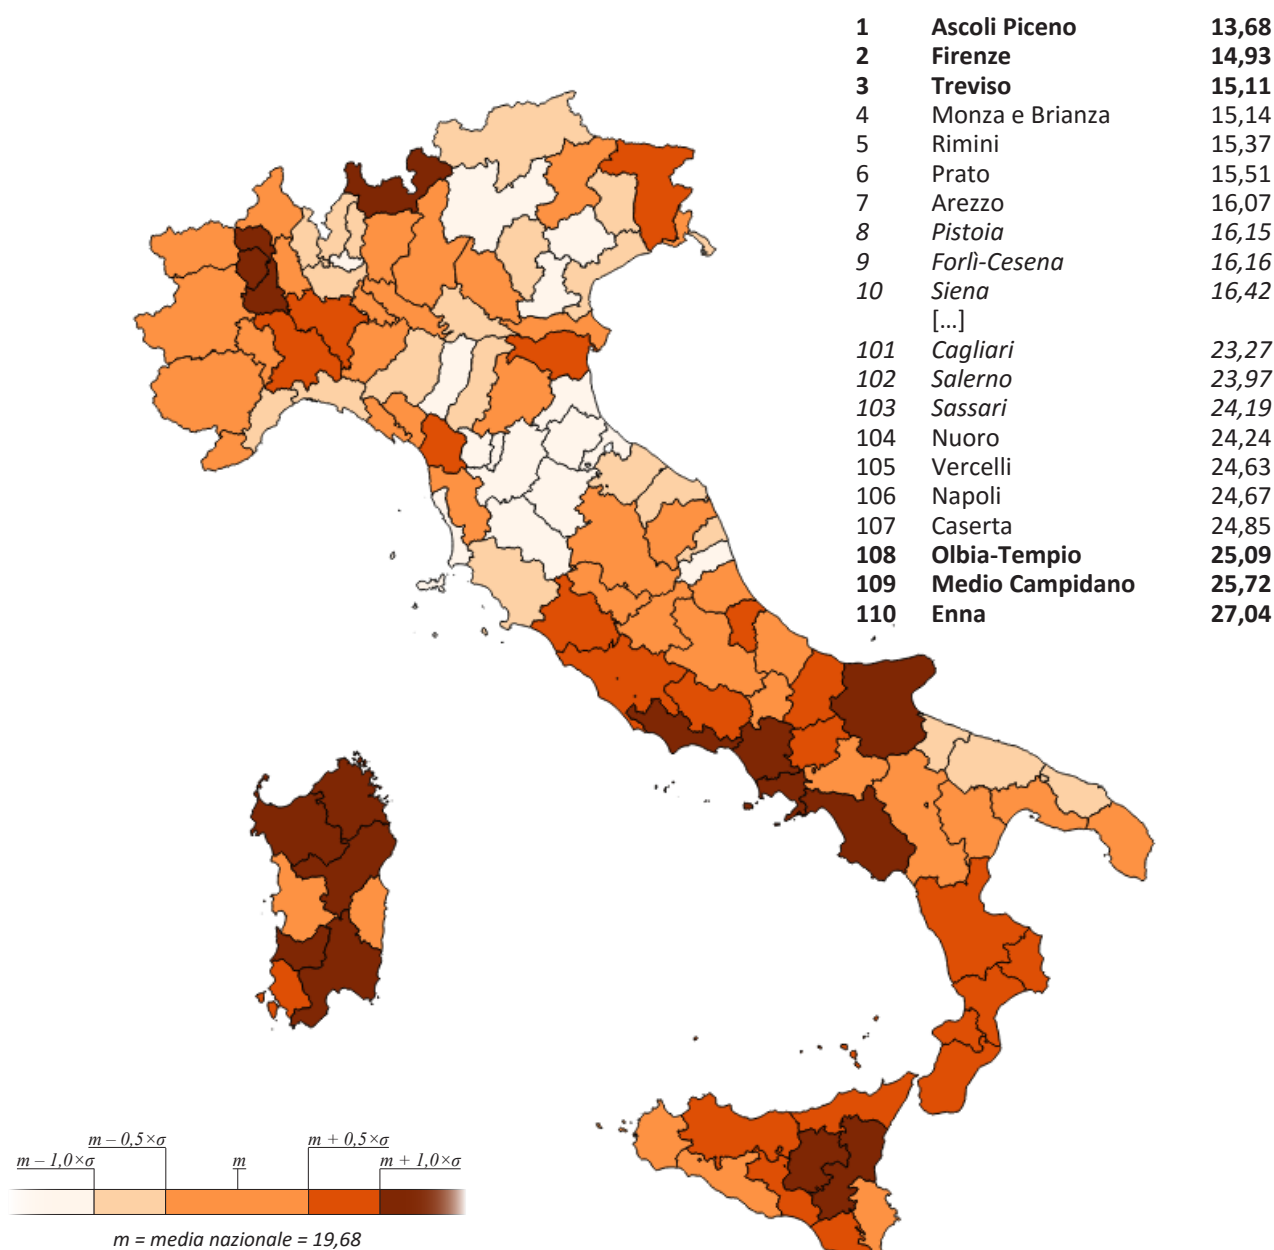 1 Ascoli Piceno 13,68
2 Firenze 14,93
3 Treviso 15,11
4 Monza e Brianza 15,14
5 Rimini 15,37
6 Prato 15,51
7 Arezzo 16,07
8 Pistoia 16,15
9 Forlì-Cesena 16,16
10 Siena 16,42
[...]
101 Cagliari 23,27
102 Salerno 23,97
103 Sassari 24,19
104 Nuoro 24,24
105 Vercelli 24,63
106 Napoli 24,67
107 Caserta 24,85
108 Olbia-Tempio 25,09
109 Medio Campidano 25,72
110 Enna 27,04
m – 0,5×σ m + 0,5×σ
m – 1,0×σ m m + 1,0×σ
m = media nazionale = 19,68